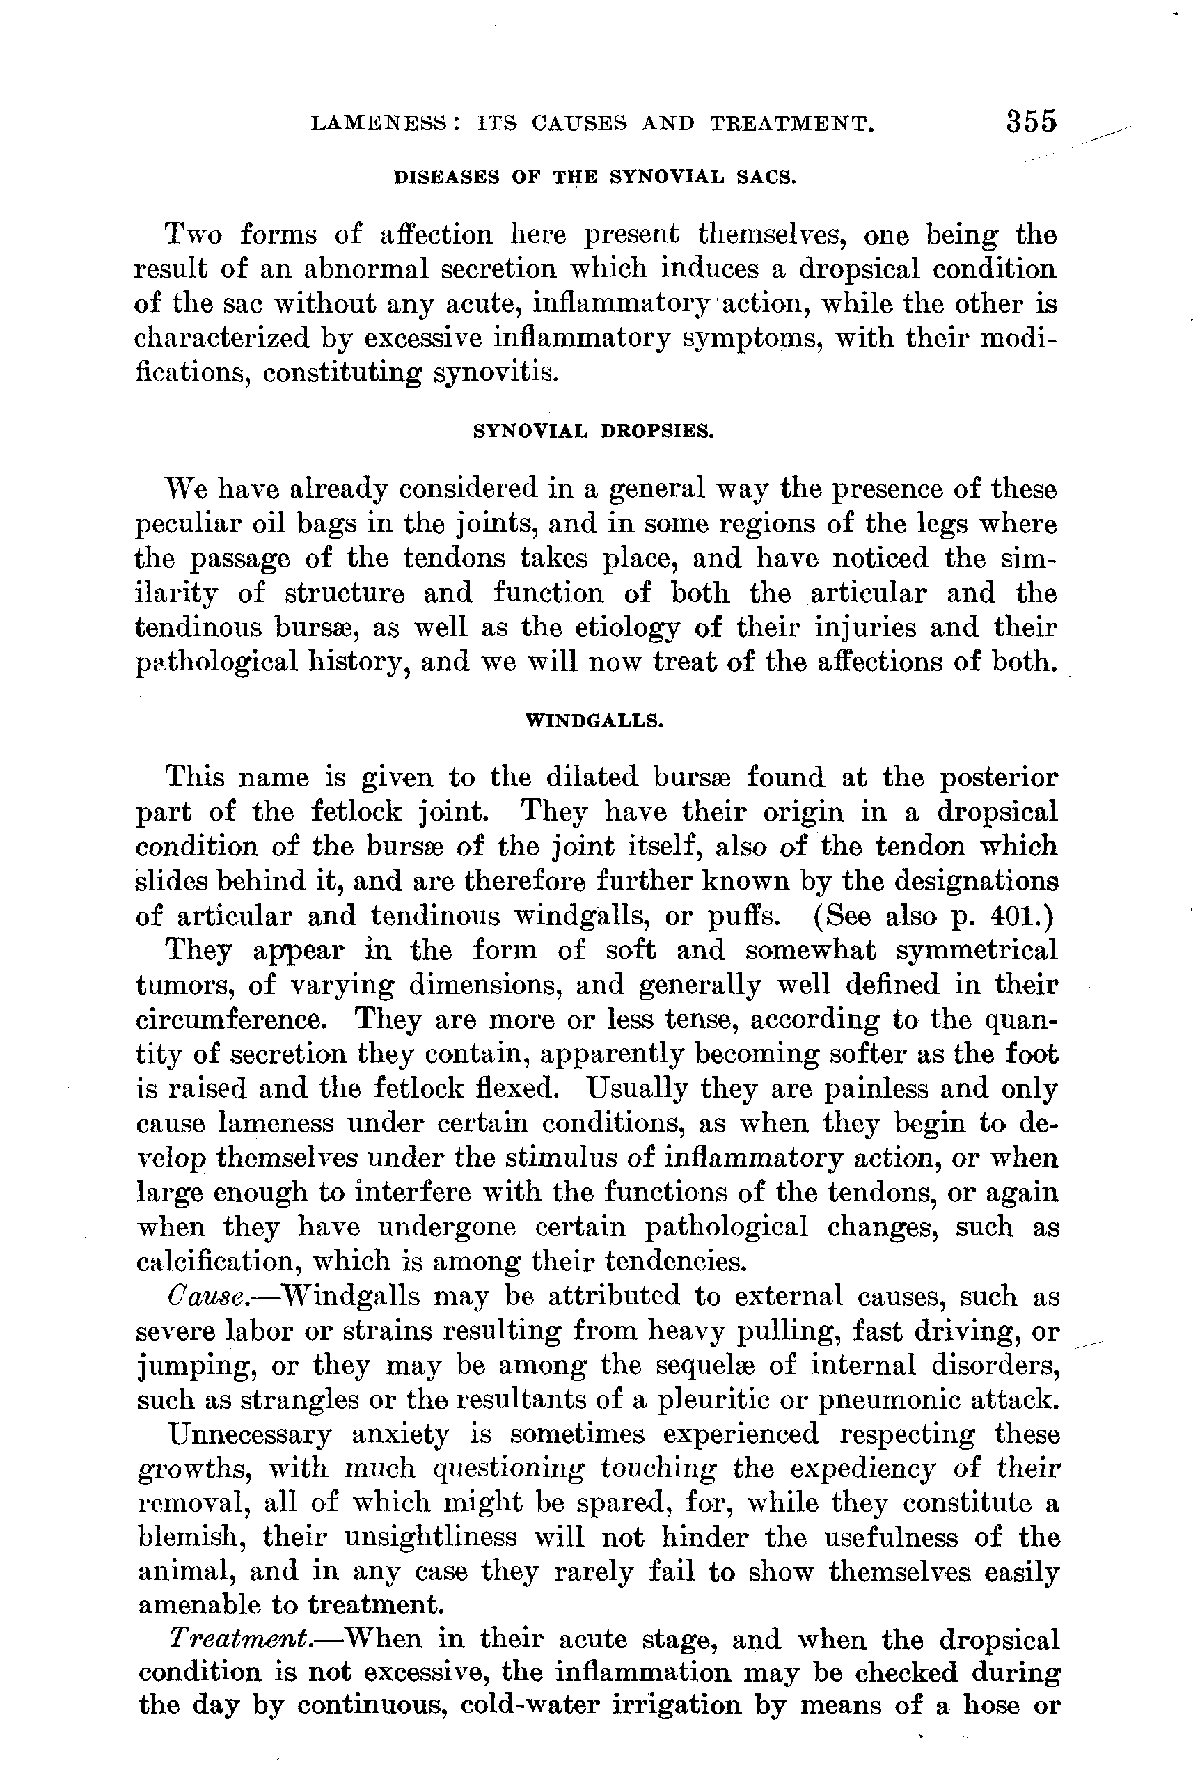 LAMENESS: ITS CAUSES AND TREATMENT. 355
DISEASES OF THE SYNOVIAL SACS.
Two forms of affection here present themselves, one being the
result of an abnormal secretion which induces a dropsical condition
of the sac without any acute, inflammatory action, while the other is
characterized by excessive inflammatory symptoms, with their modi-
fications, constituting synovitis.
SYNOVIAL DROPSIES.
We have already considered in a general way the presence of these
peculiar oil bags in the joints, and in some regions of the legs where
the passage of the tendons takes place, and have noticed the sim-
ilarity of structure and function of both the articular and the
tendinous bursæ, as well as the etiology of their injuries and their
pathological history, and we will now treat of the affections of both.
WINDGALLS.
This name is given to the dilated bursæ found at the posterior
part of the fetlock joint. They have their origin in a dropsical
condition of the bursæ of the joint itself, also of the tendon which
slides behind it, and are therefore further known by the designations
of articular and tendinous windgalls, or puffs. (See also p. 401.)
They appear in the form of soft and somewhat symmetrical
tumors, of varying dimensions, and generally well defined in their
circumference. They are more or less tense, according to the quan-
tity of secretion they contain, apparently becoming softer as the foot
is raised and the fetlock flexed. Usually they are painless and only
cause lameness under certain conditions, as when they begin to de-
velop themselves under the stimulus of inflammatory action, or when
large enough to interfere with the functions of the tendons, or again
when they have undergone certain pathological changes, such as
calcification, which is among their tendencies.
Cause.—Windgalls may be attributed to external causes, such as
severe labor or strains resulting from heavy pulling, fast driving, or
jumping, or they may be among the sequelæ of internal disorders,
such as strangles or the resultants of a pleuritic or pneumonic attack.
Unnecessary anxiety is sometimes experienced respecting these
growths, with much questioning touching the expediency of their
removal, all of which might be spared, for, while they constitute a
blemish, their unsightliness will not hinder the usefulness of the
animal, and in any case they rarely fail to show themselves easily
amenable to treatment.
Treatment.—When in their acute stage, and when the dropsical
condition is not excessive, the inflammation may be checked during
the day by continuous, cold-water irrigation by means of a hose or